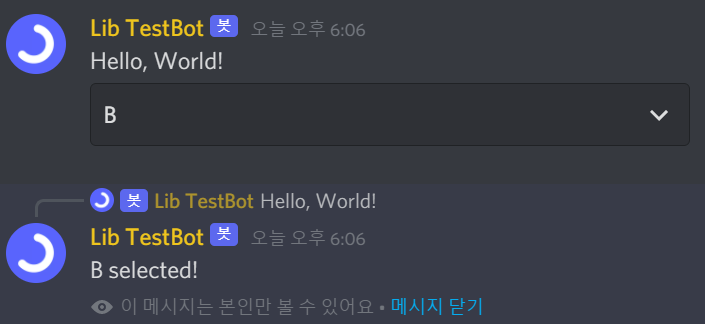 Lib TestBot 봇 오늘 오후 6:06
Hello, World!
B
봇 Lib TestBot Hello, World!
Lib TestBot 봇 오늘 오후 6:06
B selected!
이 메시지는 본인만 볼 수 있어요 • 메시지 닫기